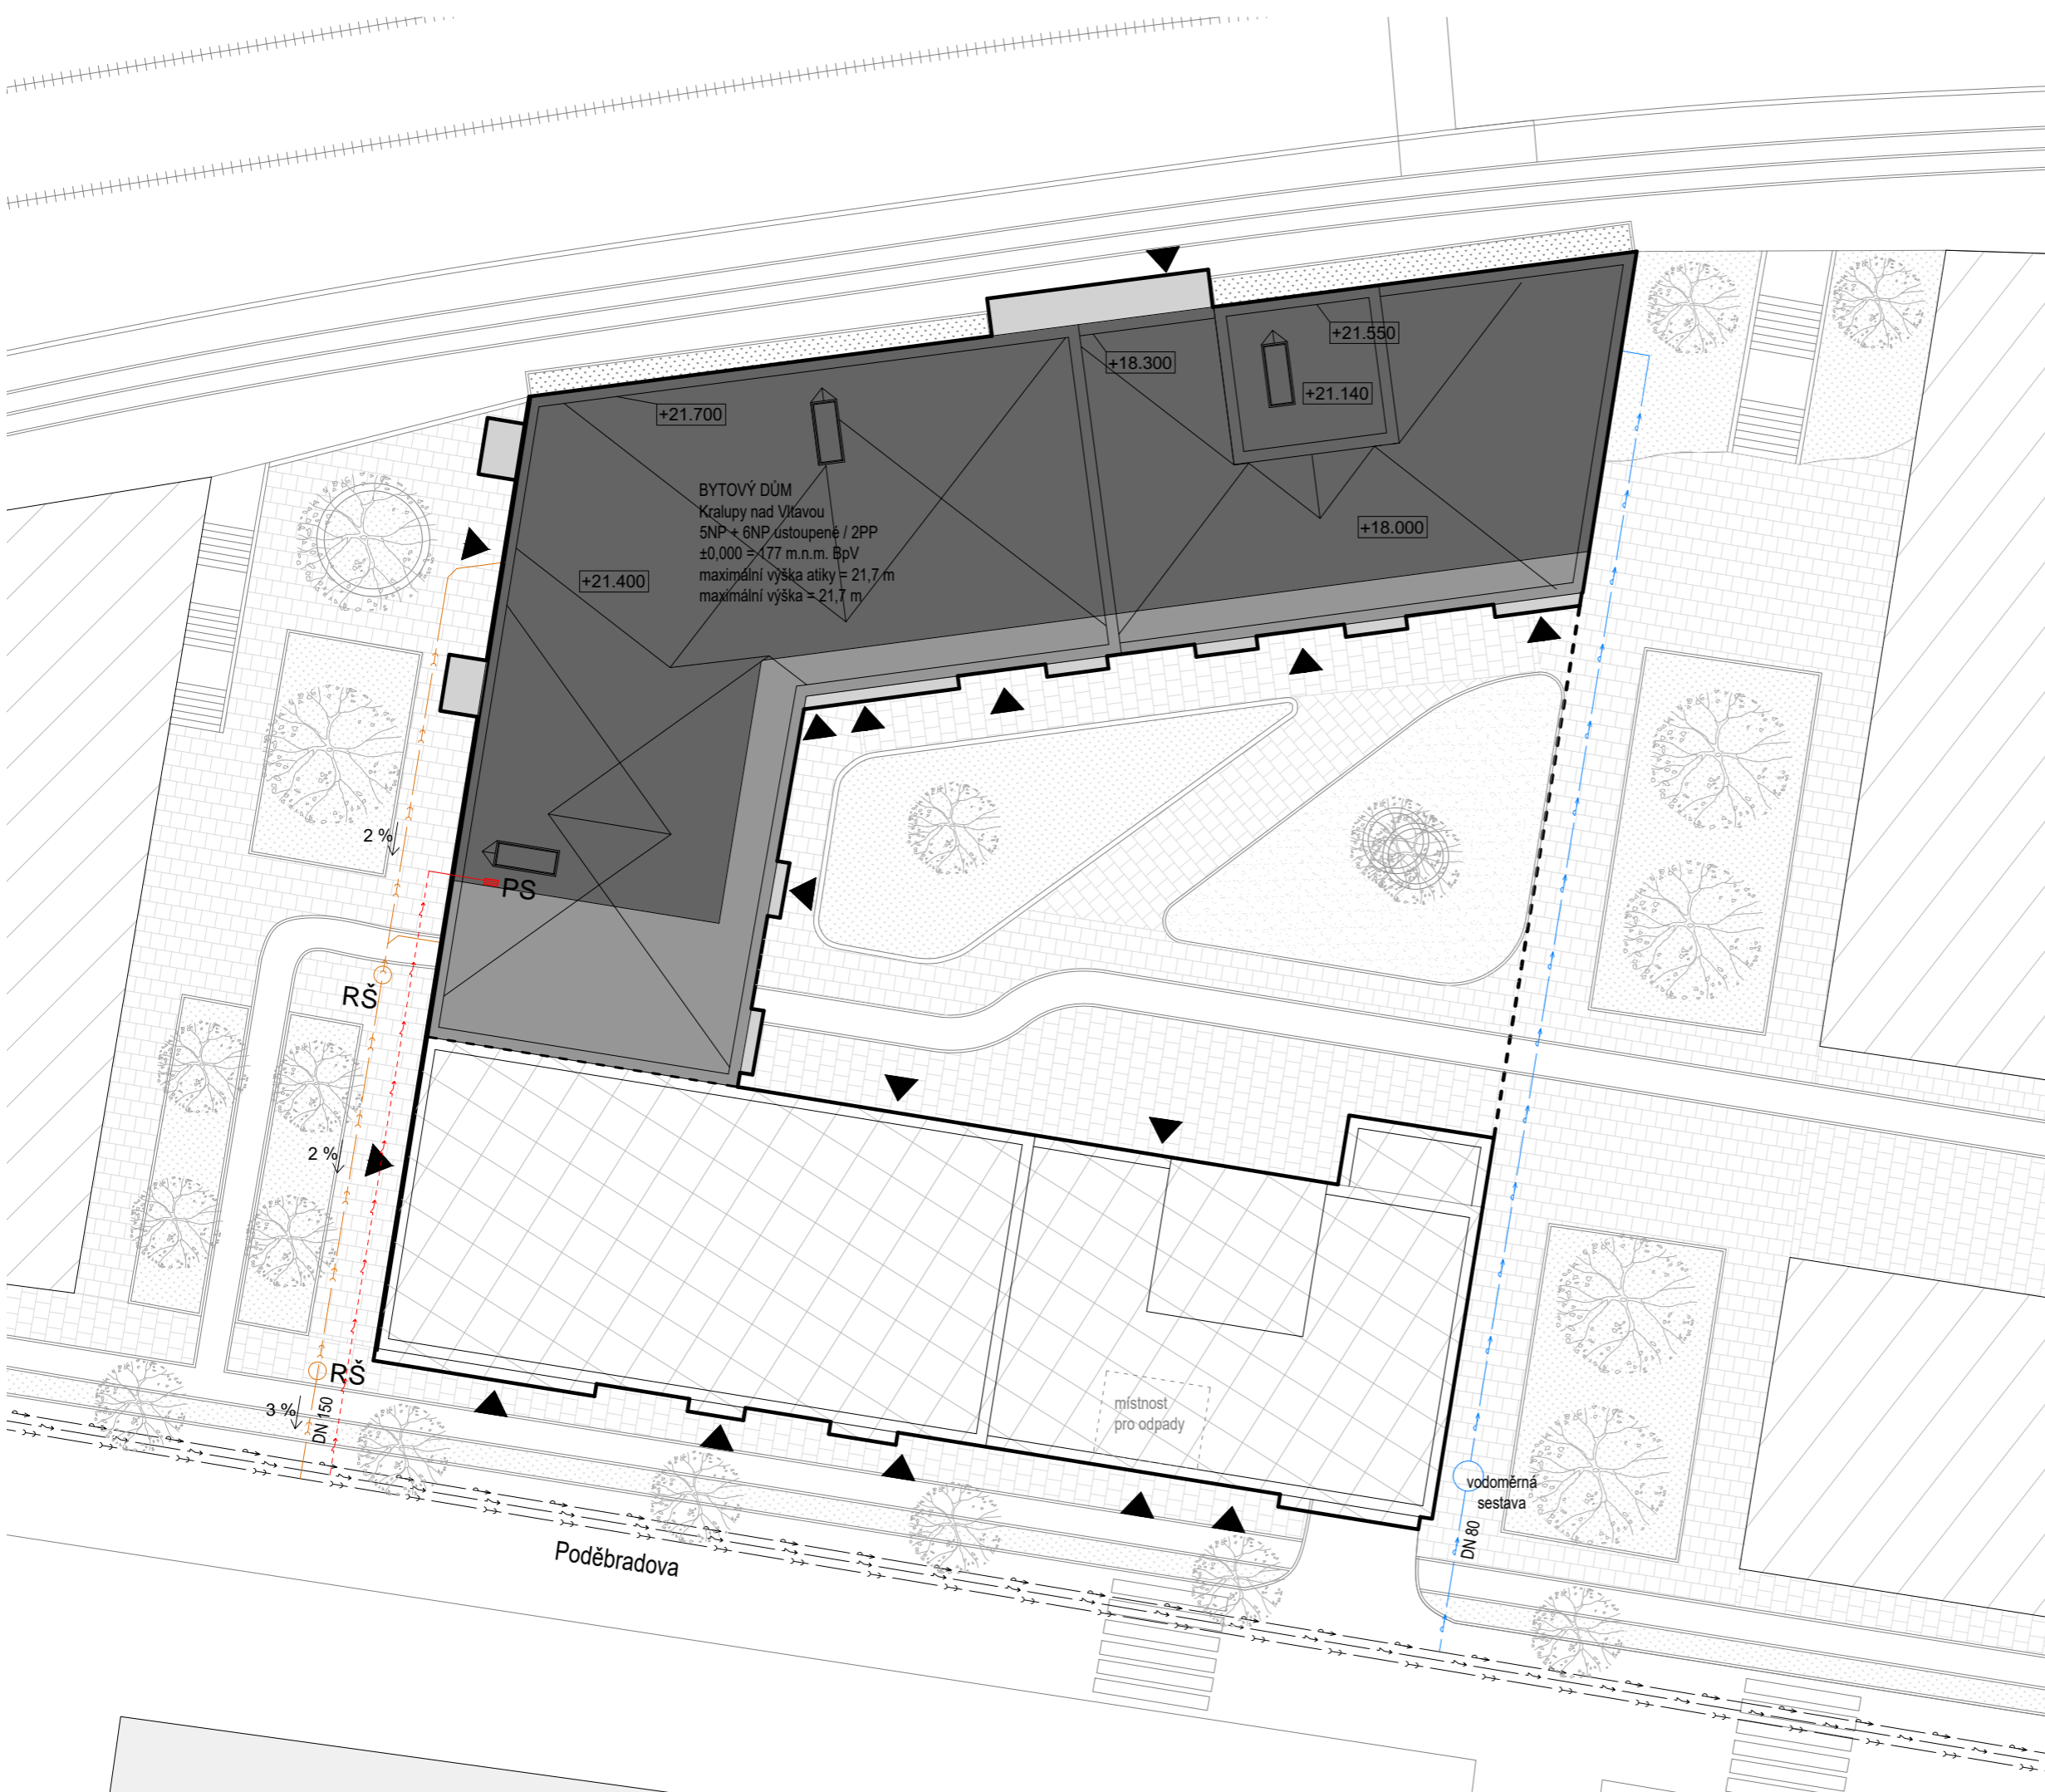 +21.550
+18.300
+21.140
+21.700
BYTOVÝ DŮM
Kralupy nad Vltavou
5NP + 6NP ustoupené / 2PP
±0,000 = 177 m.n.m. BpV
maximální výška atiky = 21,7 m
maximální výška = 21,7 m
+18.000
+21.400
2 %
PS
RŠ
2 %
RŠ
3 %
DN 150
místnost
pro odpady
vodoměrná
sestava
DN 80
Poděbradova